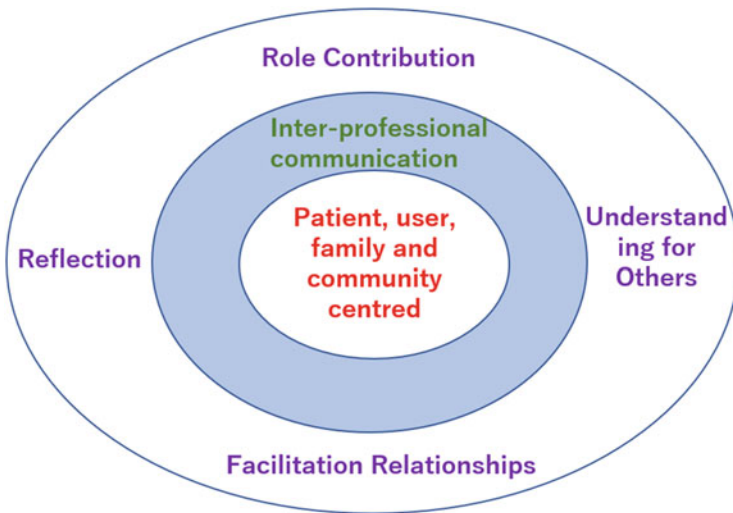 Role Contribution
Inter-professional
communication
Patient, user,
family and
community
centred
Reflection
Understand
ing for
Others
Facilitation Relationships